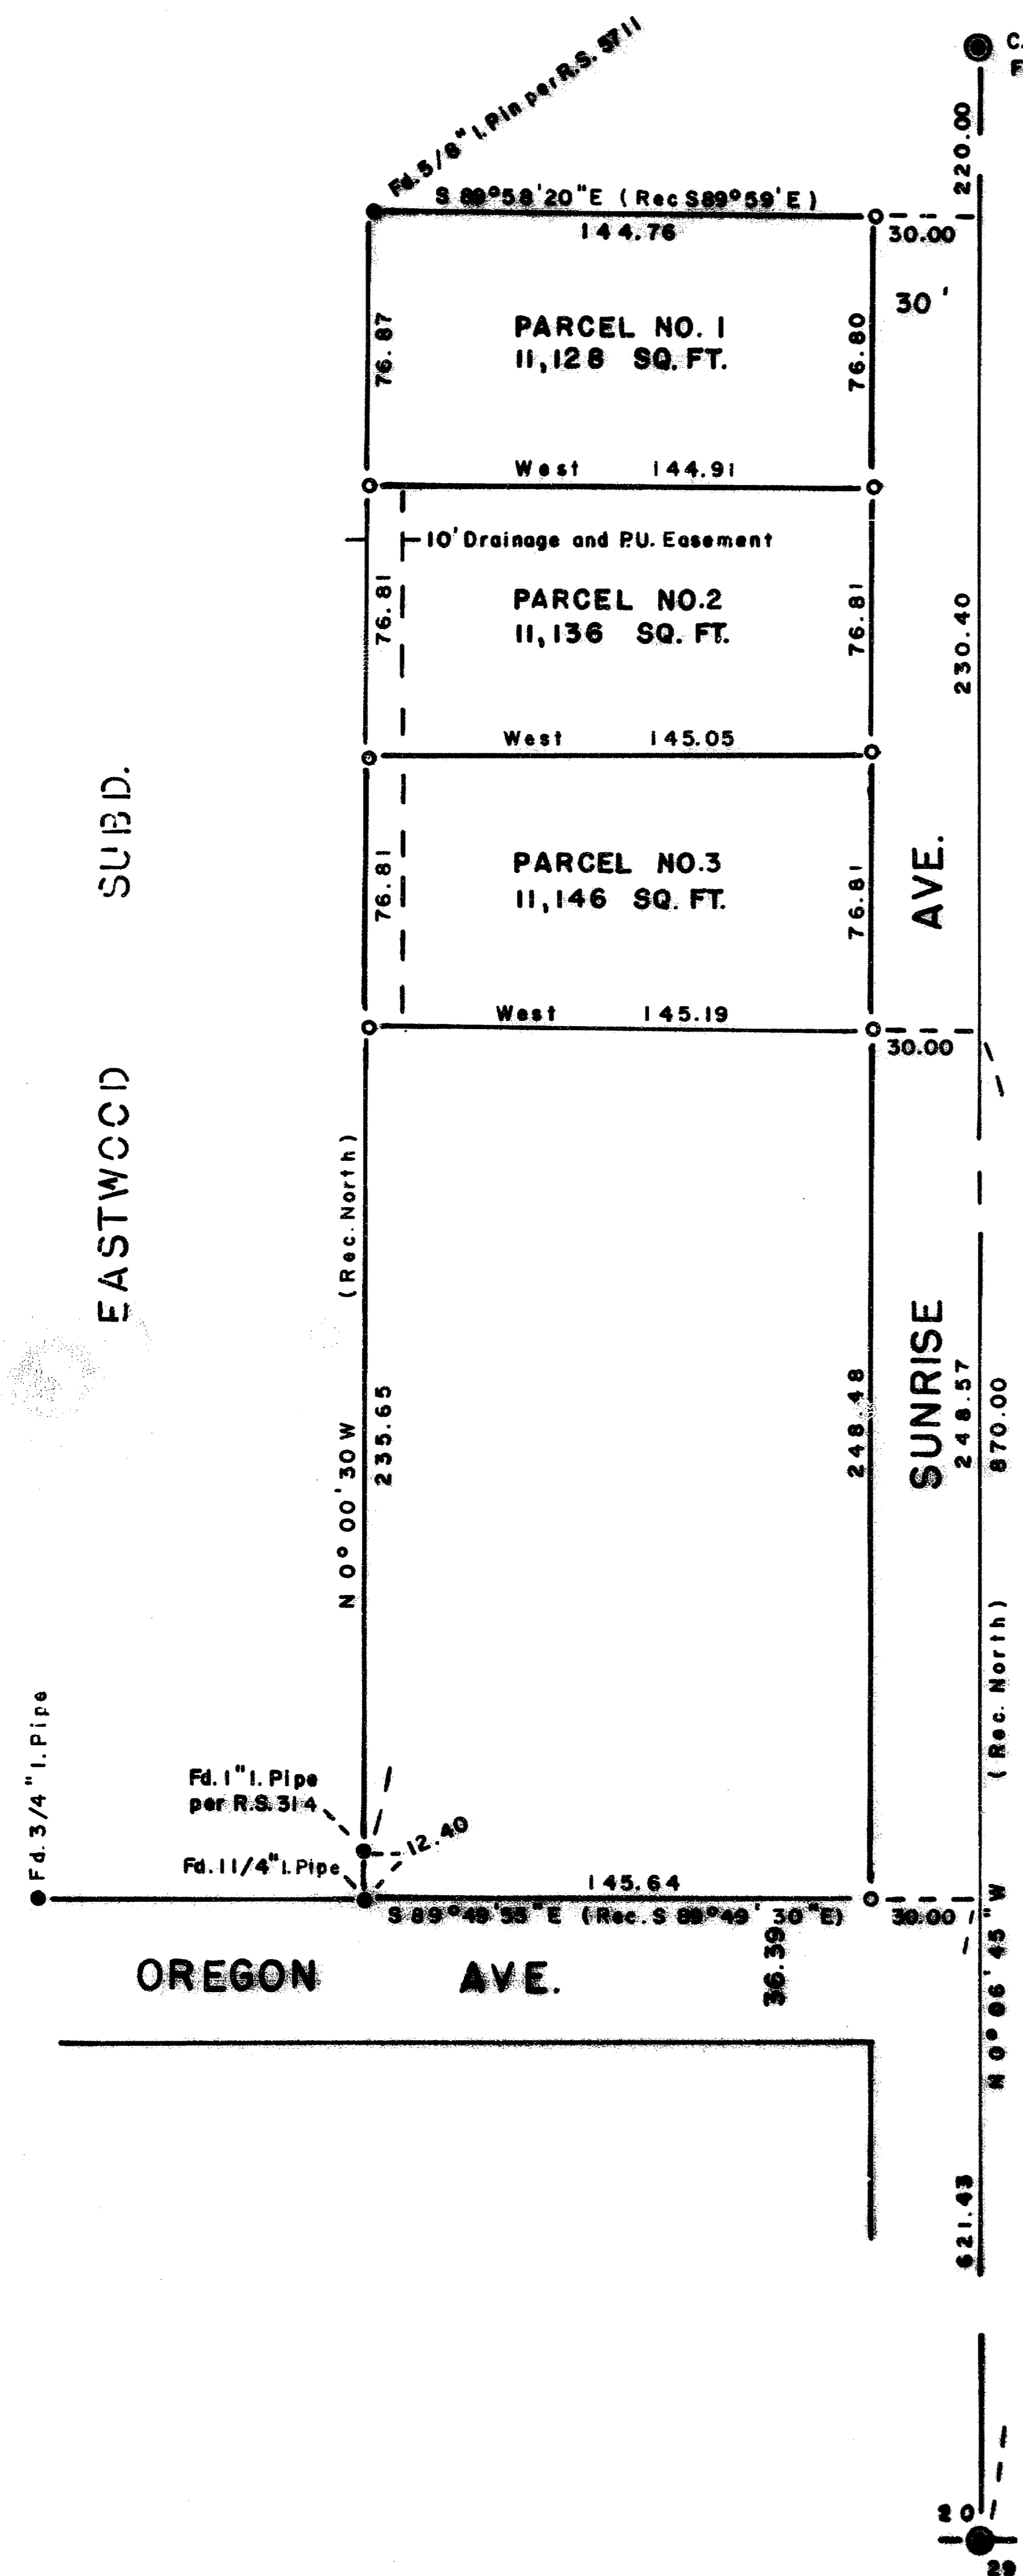 C.
F
220.00
Fd. 5/8" I. Pin per R.S. 5711
S 89°58'20"E (Rec S89°59'E)
144.76
30.00
30'
76.87
PARCEL NO. 1
11,128 SQ. FT.
76.80
West 144.91
10' Drainage and P.U. Easement
76.81
PARCEL NO.2
11,136 SQ. FT.
76.81
230.40
West 145.05
76.81
PARCEL NO.3
11,146 SQ. FT.
76.81
West 145.19
30.00
EASTWOOD SUBD.
SUNRISE AVE.
N 0° 00' 30 W (Rec. North)
235.65
248.48
248.57
870.00
N 0° 06' 45" W (Rec. North)
Fd. 3/4" I. Pipe
Fd. 1" I. Pipe
per R.S. 314
12.40
Fd. 1 1/4" I. Pipe
145.64
S 89°49'35"E (Rec. S 89°49' 30"E)
30.00
OREGON AVE.
36.39
621.43
20
29